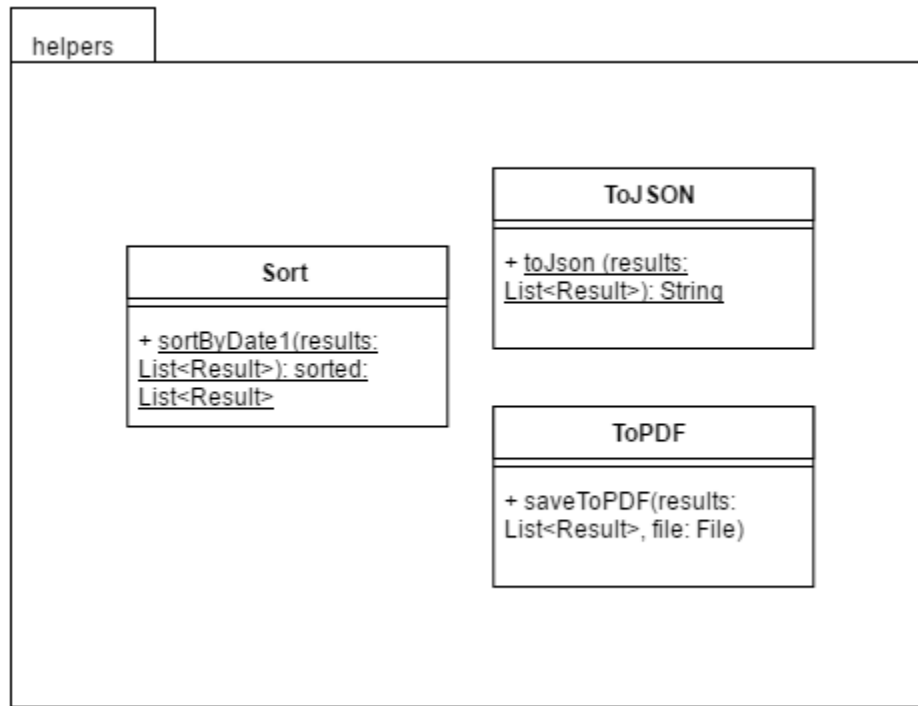 helpers
Sort
+ sortByDate1(results:
List<Result>): sorted:
List<Result>
ToJSON
+ toJson (results:
List<Result>): String
ToPDF
+ saveToPDF(results:
List<Result>, file: File)